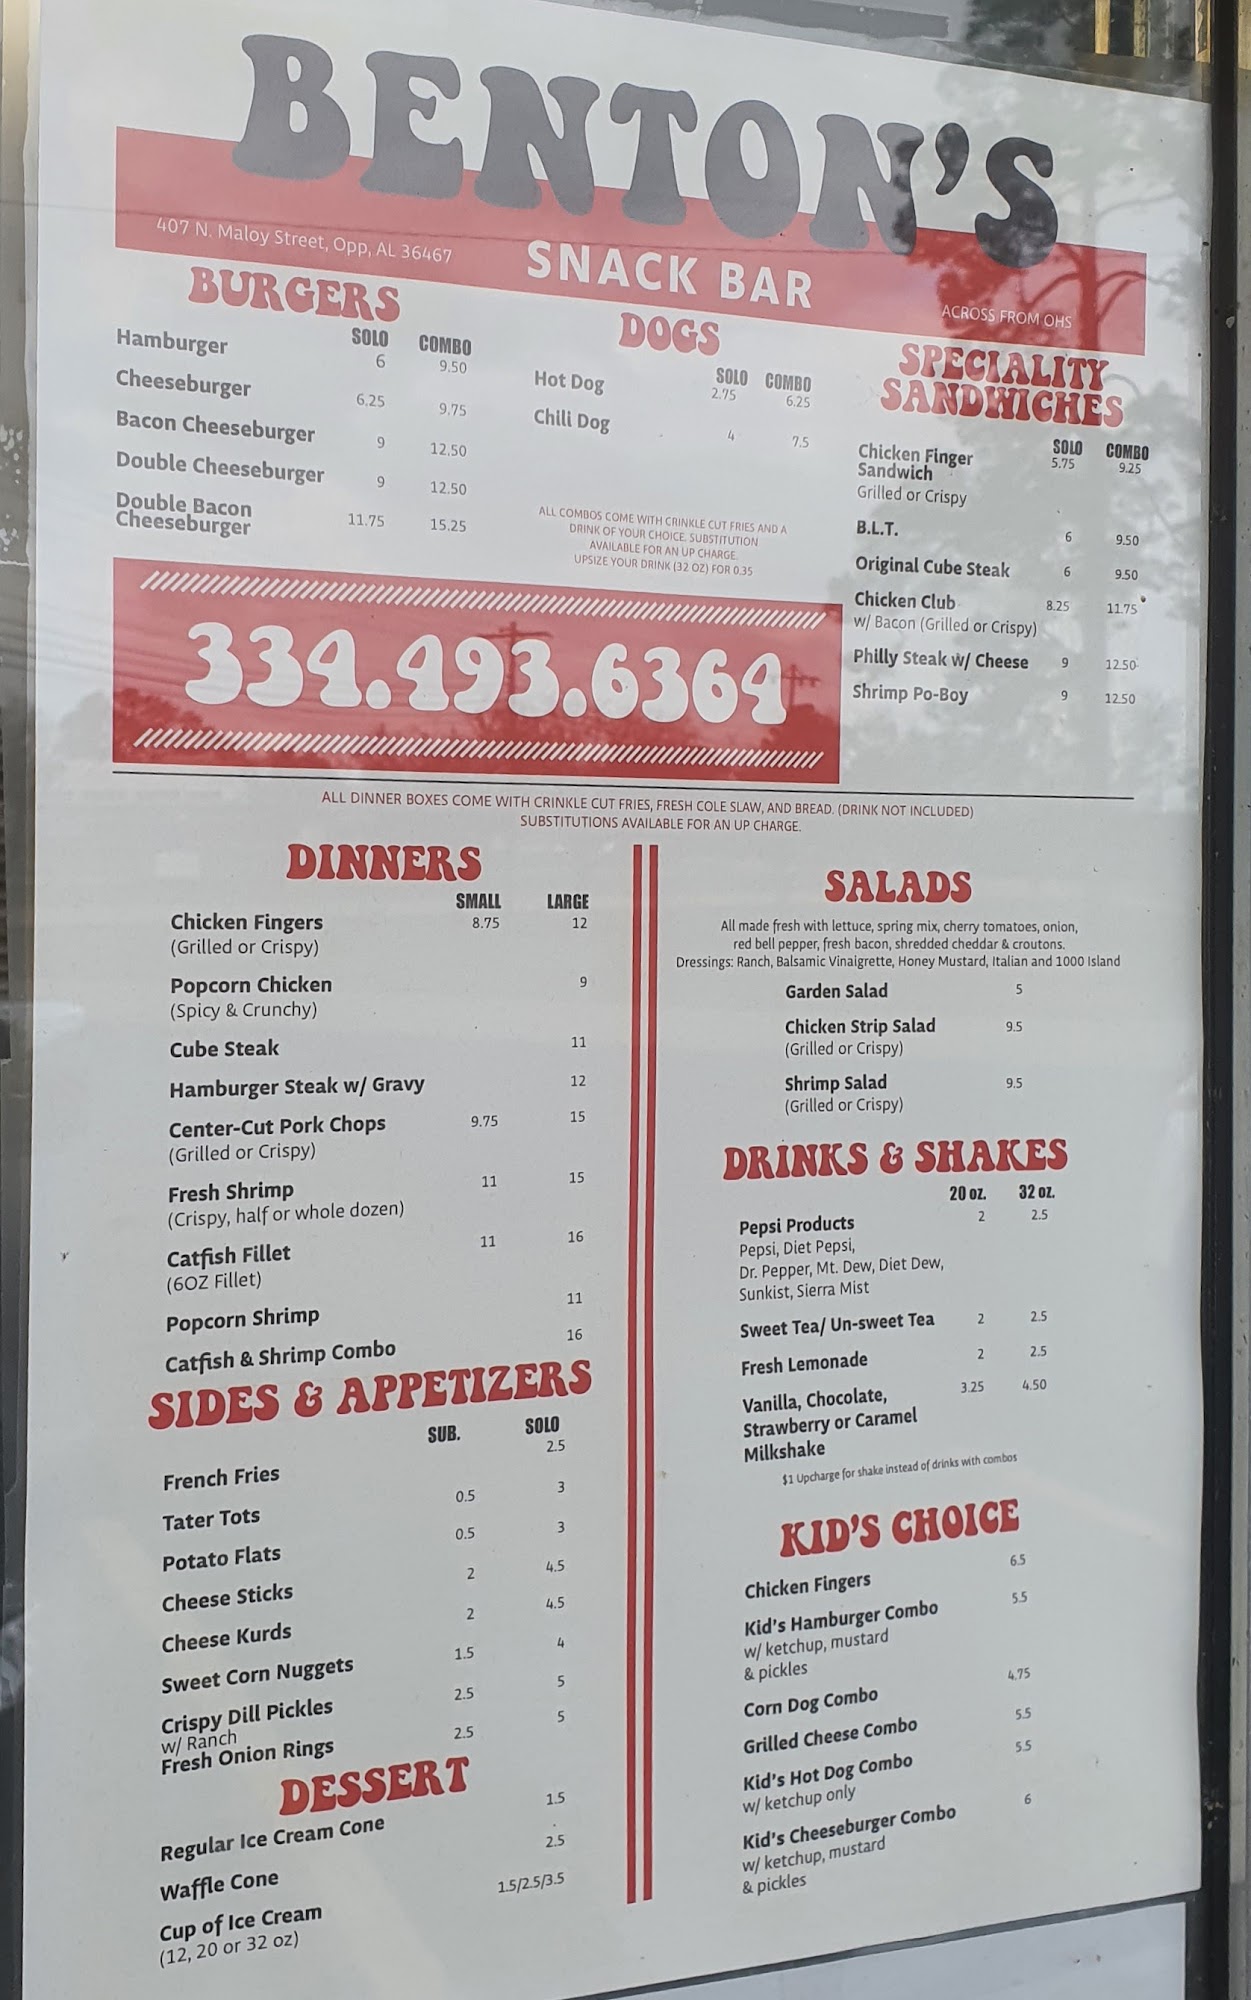 BENTON'S
407 N. Maloy Street, Opp, AL 36467
SNACK BAR
ACROSS FROM OHS
BURGERS
SOLO COMBO
Hamburger 6 9.50
Cheeseburger 6.25 9.75
Bacon Cheeseburger 9 12.50
Double Cheeseburger 9 12.50
Double Bacon
Cheeseburger 11.75 15.25
DOGS
SOLO COMBO
Hot Dog 2.75 6.25
Chili Dog 4 7.5
ALL COMBOS COME WITH CRINKLE CUT FRIES AND A
DRINK OF YOUR CHOICE. SUBSTITUTION
AVAILABLE FOR AN UP CHARGE.
UPSIZE YOUR DRINK (32 OZ) FOR 0.35
SPECIALITY
SANDWICHES
SOLO COMBO
Chicken Finger 5.75 9.25
Sandwich
Grilled or Crispy
B.L.T. 6 9.50
Original Cube Steak 6 9.50
Chicken Club 8.25 11.75
w/ Bacon (Grilled or Crispy)
Philly Steak w/ Cheese 9 12.50
Shrimp Po-Boy 9 12.50
334.493.6364
ALL DINNER BOXES COME WITH CRINKLE CUT FRIES, FRESH COLE SLAW, AND BREAD. (DRINK NOT INCLUDED)
SUBSTITUTIONS AVAILABLE FOR AN UP CHARGE.
DINNERS
SMALL LARGE
Chicken Fingers 8.75 12
(Grilled or Crispy)
Popcorn Chicken 9
(Spicy & Crunchy)
Cube Steak 11
Hamburger Steak w/ Gravy 12
Center-Cut Pork Chops 9.75 15
(Grilled or Crispy)
Fresh Shrimp 11 15
(Crispy, half or whole dozen)
Catfish Fillet 11 16
(6OZ Fillet)
Popcorn Shrimp 11
Catfish & Shrimp Combo 16
SIDES & APPETIZERS
SUB. SOLO
French Fries 2.5
Tater Tots 0.5 3
Potato Flats 0.5 3
Cheese Sticks 2 4.5
Cheese Kurds 2 4.5
Sweet Corn Nuggets 1.5 4
Crispy Dill Pickles 2.5 5
w/ Ranch
Fresh Onion Rings 2.5 5
DESSERT
Regular Ice Cream Cone 1.5
Waffle Cone 2.5
Cup of Ice Cream 1.5/2.5/3.5
(12, 20 or 32 oz)
SALADS
All made fresh with lettuce, spring mix, cherry tomatoes, onion,
red bell pepper, fresh bacon, shredded cheddar & croutons.
Dressings: Ranch, Balsamic Vinaigrette, Honey Mustard, Italian and 1000 Island
Garden Salad 5
Chicken Strip Salad 9.5
(Grilled or Crispy)
Shrimp Salad 9.5
(Grilled or Crispy)
DRINKS & SHAKES
20 oz. 32 oz.
Pepsi Products 2 2.5
Pepsi, Diet Pepsi,
Dr. Pepper, Mt. Dew, Diet Dew,
Sunkist, Sierra Mist
Sweet Tea/ Un-sweet Tea 2 2.5
Fresh Lemonade 2 2.5
Vanilla, Chocolate, 3.25 4.50
Strawberry or Caramel
Milkshake
$1 Upcharge for shake instead of drinks with combos
KID'S CHOICE
Chicken Fingers 6.5
Kid's Hamburger Combo 5.5
w/ ketchup, mustard
& pickles
Corn Dog Combo 4.75
Grilled Cheese Combo 5.5
Kid's Hot Dog Combo 5.5
w/ ketchup only
Kid's Cheeseburger Combo 6
w/ ketchup, mustard
& pickles